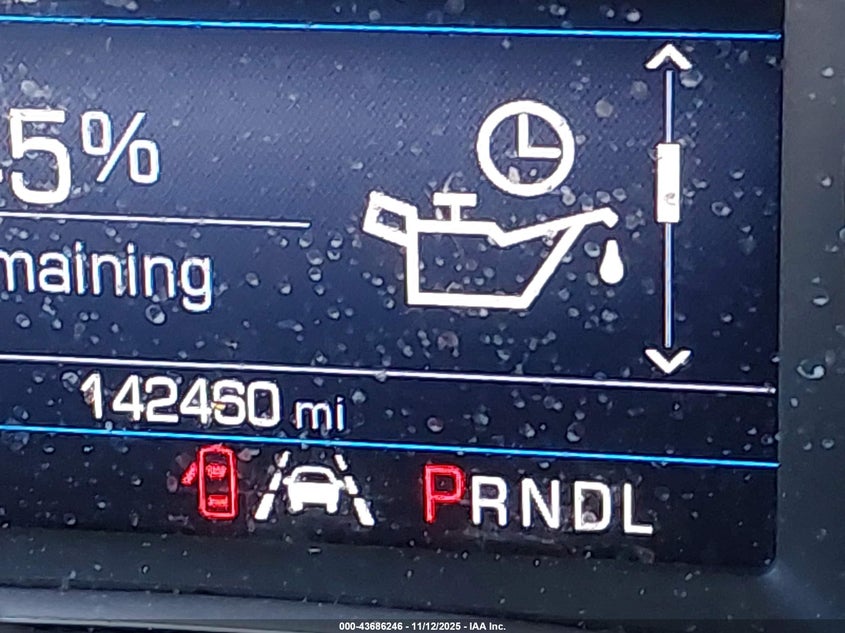 5%
maining
142460 mi
PRNDL
000-43686246 - 11/12/2025 - IAA Inc.